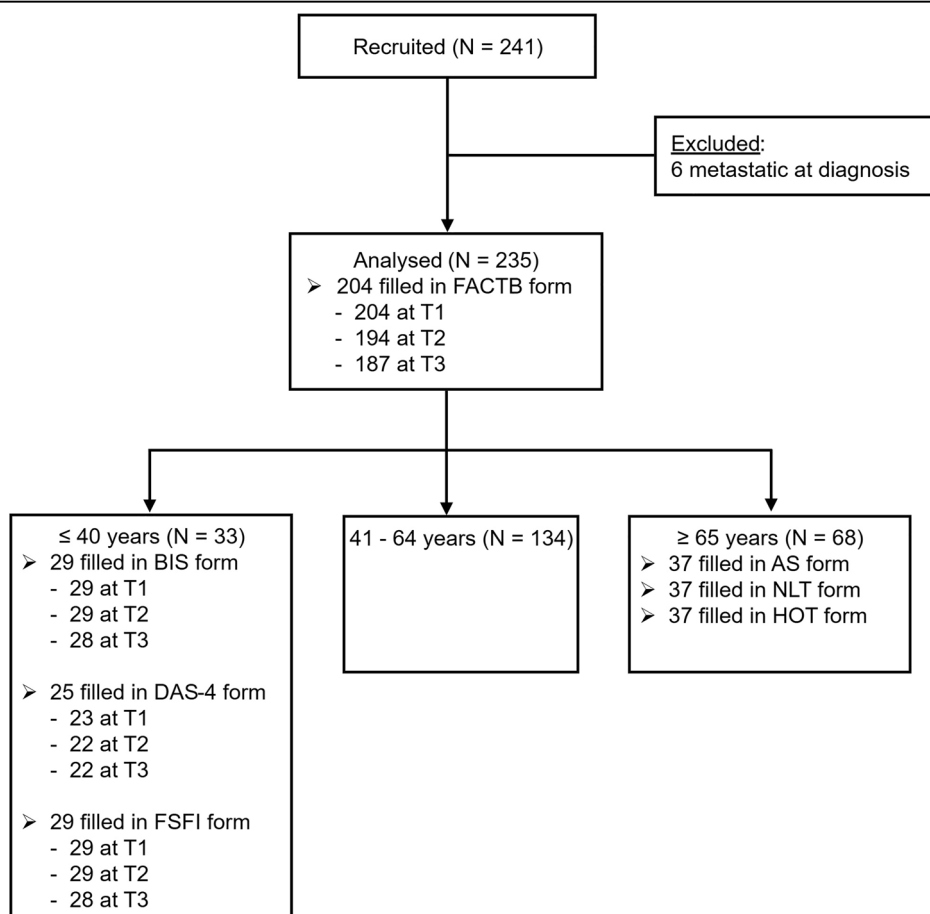 Recruited (N = 241)
Excluded:
6 metastatic at diagnosis
Analysed (N = 235)
➢ 204 filled in FACTB form
- 204 at T1
- 194 at T2
- 187 at T3
≤ 40 years (N = 33)
➢ 29 filled in BIS form
- 29 at T1
- 29 at T2
- 28 at T3
➢ 25 filled in DAS-4 form
- 23 at T1
- 22 at T2
- 22 at T3
➢ 29 filled in FSFI form
- 29 at T1
- 29 at T2
- 28 at T3
41 - 64 years (N = 134)
≥ 65 years (N = 68)
➢ 37 filled in AS form
➢ 37 filled in NLT form
➢ 37 filled in HOT form